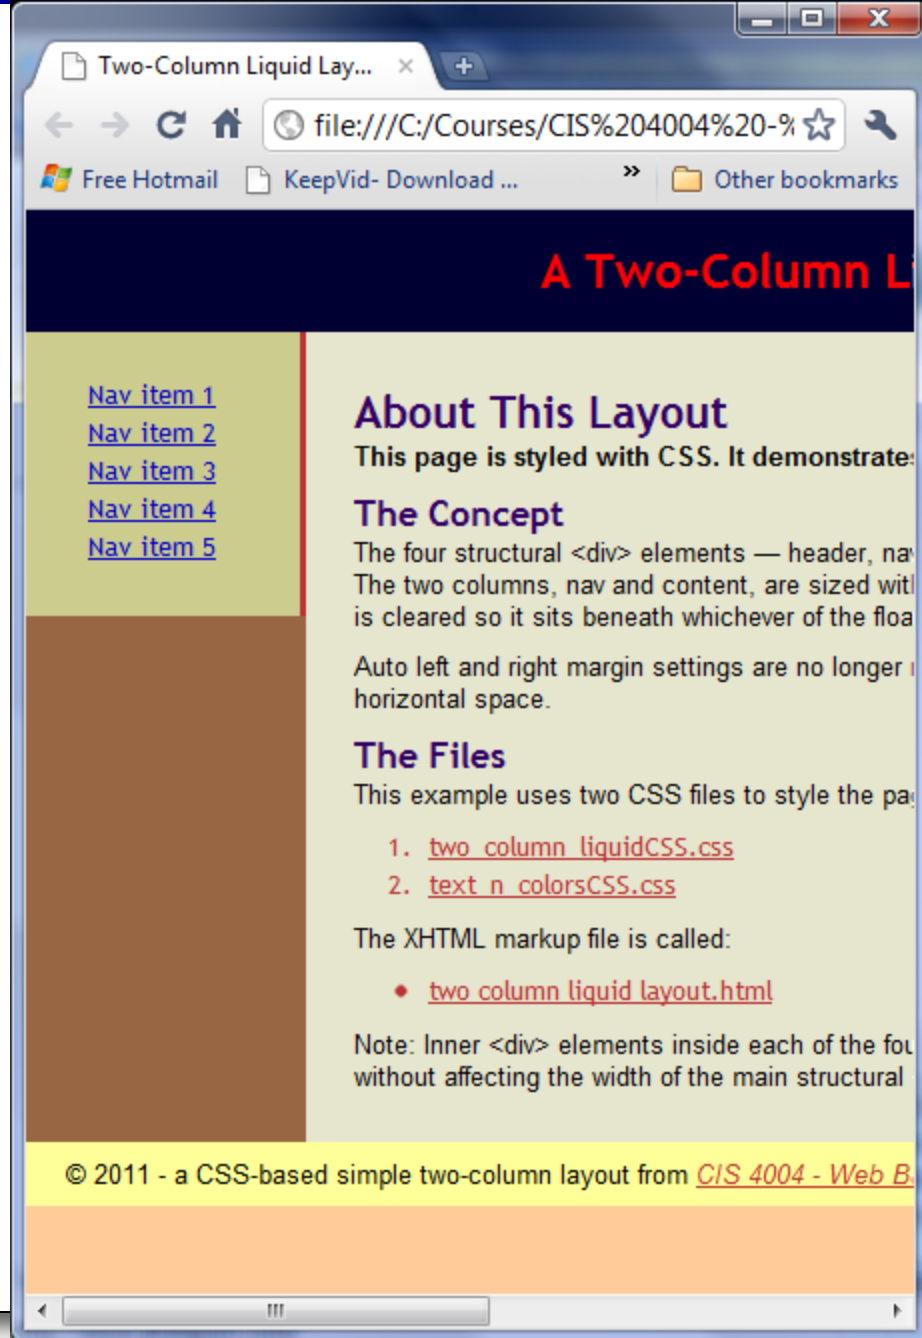 Two-Column Liquid Lay...
file:///C:/Courses/CIS%204004%20-%
Free Hotmail KeepVid- Download ... » Other bookmarks
A Two-Column
Nav item 1
Nav item 2
Nav item 3
Nav item 4
Nav item 5
About This Layout
This page is styled with CSS. It demonstrates
The Concept
The four structural <div> elements — header,
The two columns, nav and content, are sized
is cleared so it sits beneath whichever of the
Auto left and right margin settings are no longer
horizontal space.
The Files
This example uses two CSS files to style the
1. two_column_liquidCSS.css
2. text_n_colorsCSS.css
The XHTML markup file is called:
• two column liquid layout.html
Note: Inner <div> elements inside each of the
without affecting the width of the main structural
© 2011 - a CSS-based simple two-column layout from CIS 4004 - Web